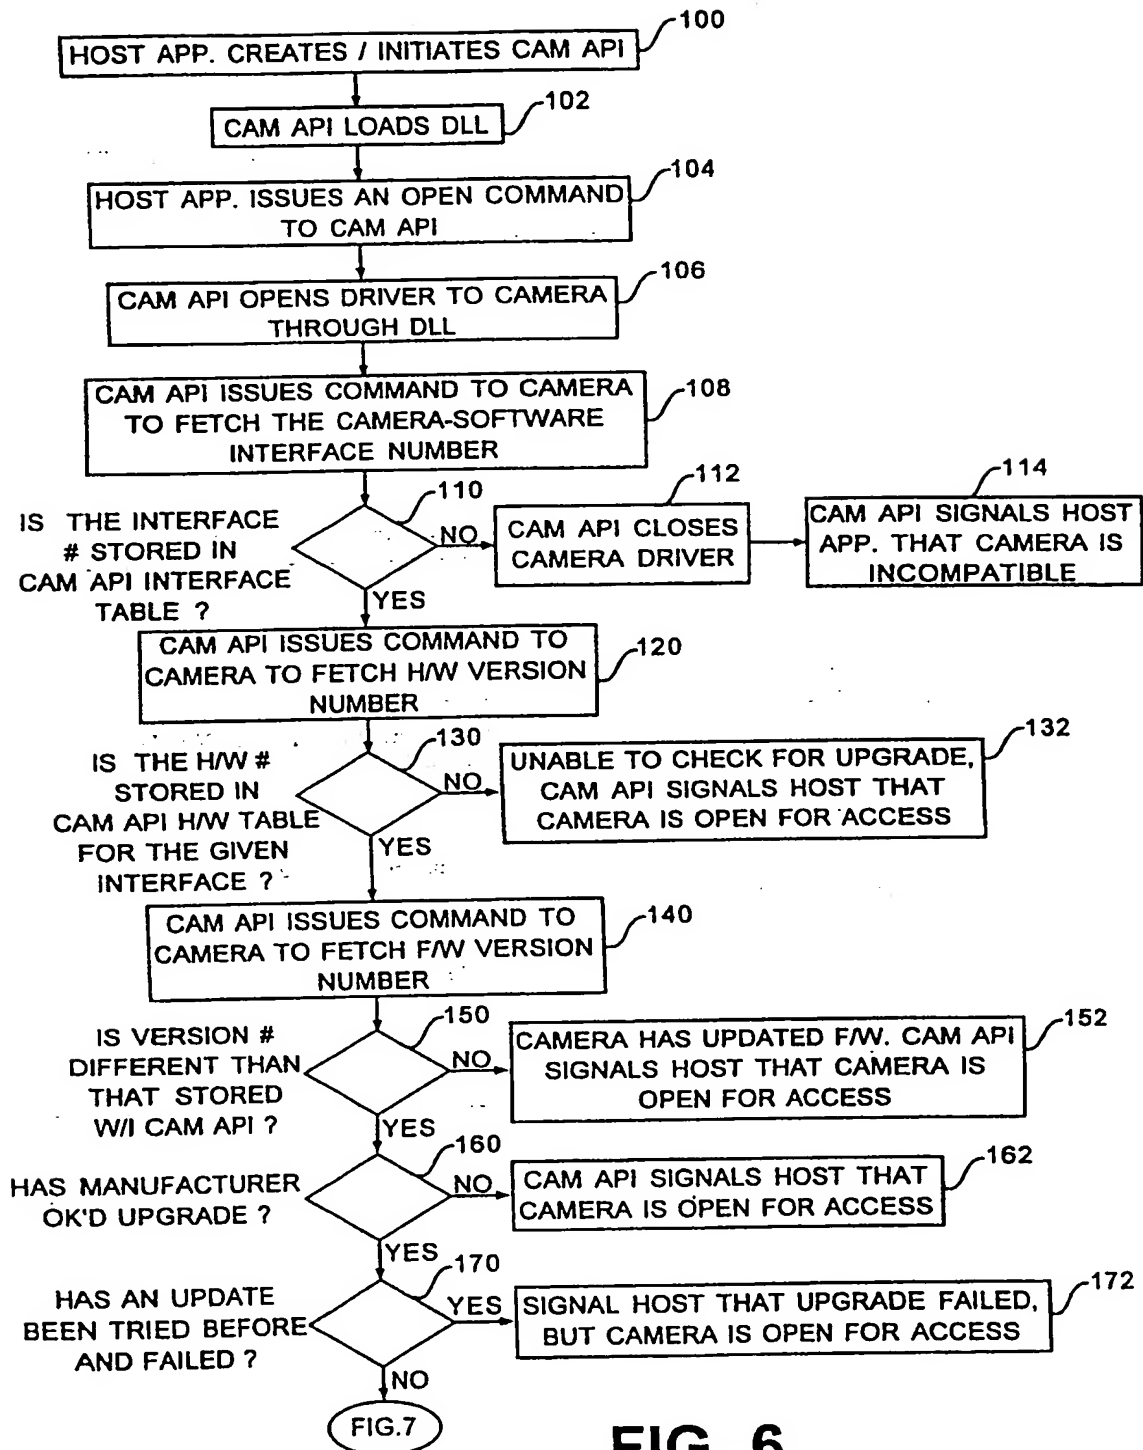 100
HOST APP. CREATES / INITIATES CAM API
102
CAM API LOADS DLL
104
HOST APP. ISSUES AN OPEN COMMAND
TO CAM API
106
CAM API OPENS DRIVER TO CAMERA
THROUGH DLL
108
CAM API ISSUES COMMAND TO CAMERA
TO FETCH THE CAMERA-SOFTWARE
INTERFACE NUMBER
110
IS THE INTERFACE
# STORED IN
CAM API INTERFACE
TABLE ?
NO
YES
112
CAM API CLOSES
CAMERA DRIVER
114
CAM API SIGNALS HOST
APP. THAT CAMERA IS
INCOMPATIBLE
120
CAM API ISSUES COMMAND TO
CAMERA TO FETCH H/W VERSION
NUMBER
130
IS THE H/W #
STORED IN
CAM API H/W TABLE
FOR THE GIVEN
INTERFACE ?
NO
YES
132
UNABLE TO CHECK FOR UPGRADE,
CAM API SIGNALS HOST THAT
CAMERA IS OPEN FOR ACCESS
140
CAM API ISSUES COMMAND TO
CAMERA TO FETCH F/W VERSION
NUMBER
150
IS VERSION #
DIFFERENT THAN
THAT STORED
W/I CAM API ?
NO
YES
152
CAMERA HAS UPDATED F/W. CAM API
SIGNALS HOST THAT CAMERA IS
OPEN FOR ACCESS
160
HAS MANUFACTURER
OK'D UPGRADE ?
NO
YES
162
CAM API SIGNALS HOST THAT
CAMERA IS OPEN FOR ACCESS
170
HAS AN UPDATE
BEEN TRIED BEFORE
AND FAILED ?
YES
NO
172
SIGNAL HOST THAT UPGRADE FAILED,
BUT CAMERA IS OPEN FOR ACCESS
FIG.7
FIG. 6